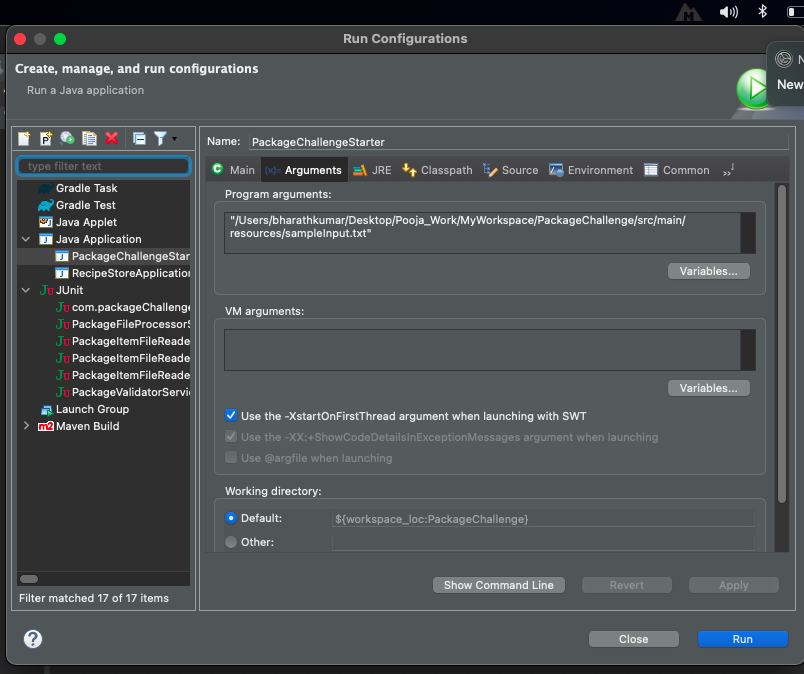 Run Configurations
Create, manage, and run configurations
Run a Java application
New
type filter text
Gradle Task
Gradle Test
Java Applet
Java Application
PackageChallengeStar
RecipeStoreApplication
JUnit
com.packageChallenge
PackageFileProcessorS
PackageItemFileReade
PackageItemFileReade
PackageItemFileReade
PackageValidatorServi
Launch Group
m2 Maven Build
Filter matched 17 of 17 items
Name: PackageChallengeStarter
Main (x)= Arguments JRE Classpath Source Environment Common
Program arguments:
"/Users/bharathkumar/Desktop/Pooja_Work/MyWorkspace/PackageChallenge/src/main/
resources/sampleInput.txt"
Variables...
VM arguments:
Variables...
Use the -XstartOnFirstThread argument when launching with SWT
Use the -XX:+ShowCodeDetailsInExceptionMessages argument when launching
Use @argfile when launching
Working directory:
Default: ${workspace_loc:PackageChallenge}
Other:
Show Command Line Revert Apply
? Close Run